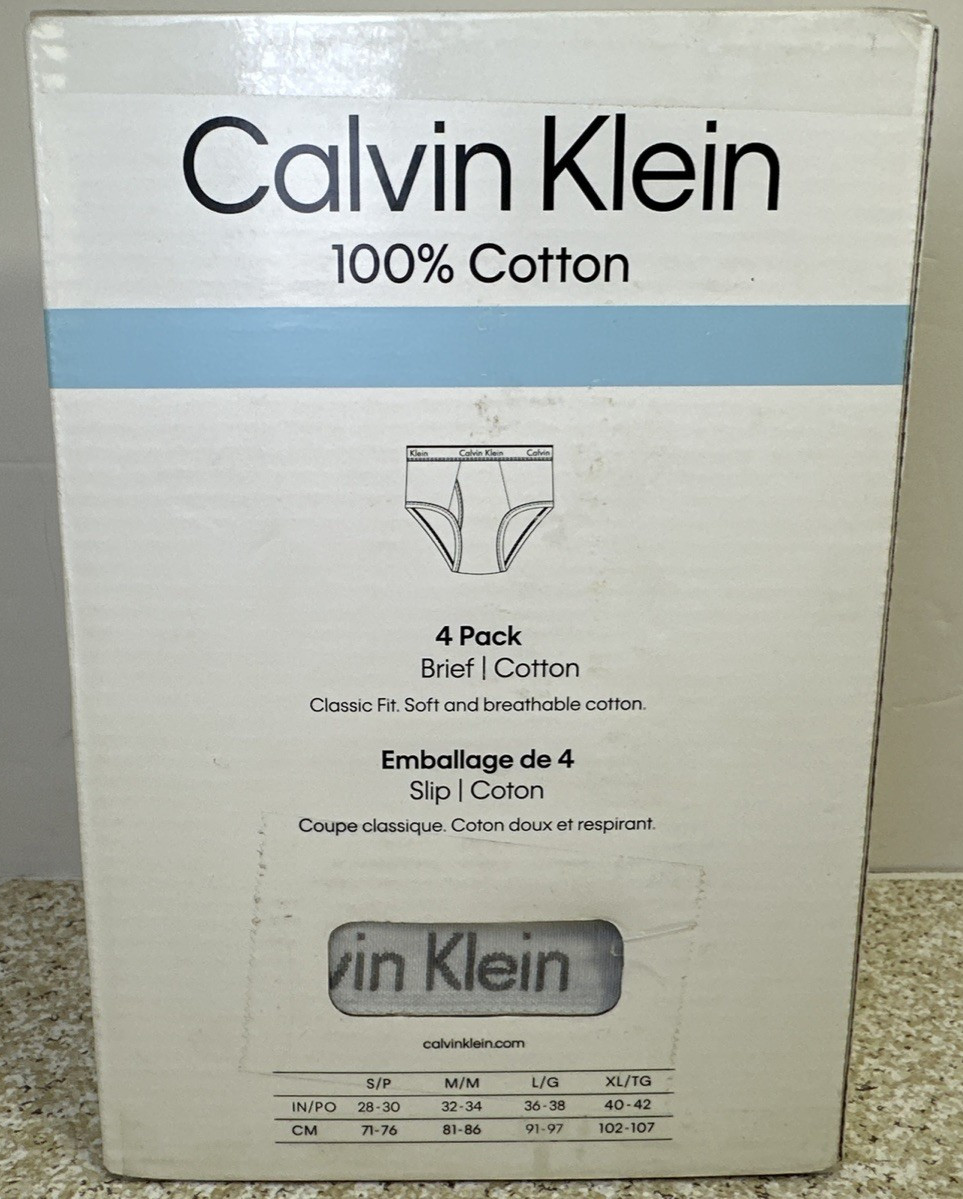 Calvin Klein
100% Cotton
Klein Calvin Klein Calvin
4 Pack
Brief | Cotton
Classic Fit. Soft and breathable cotton.
Emballage de 4
Slip | Coton
Coupe classique. Coton doux et respirant.
vin Klein
calvinklein.com
S/P M/M L/G XL/TG
IN/PO 28-30 32-34 36-38 40-42
CM 71-76 81-86 91-97 102-107